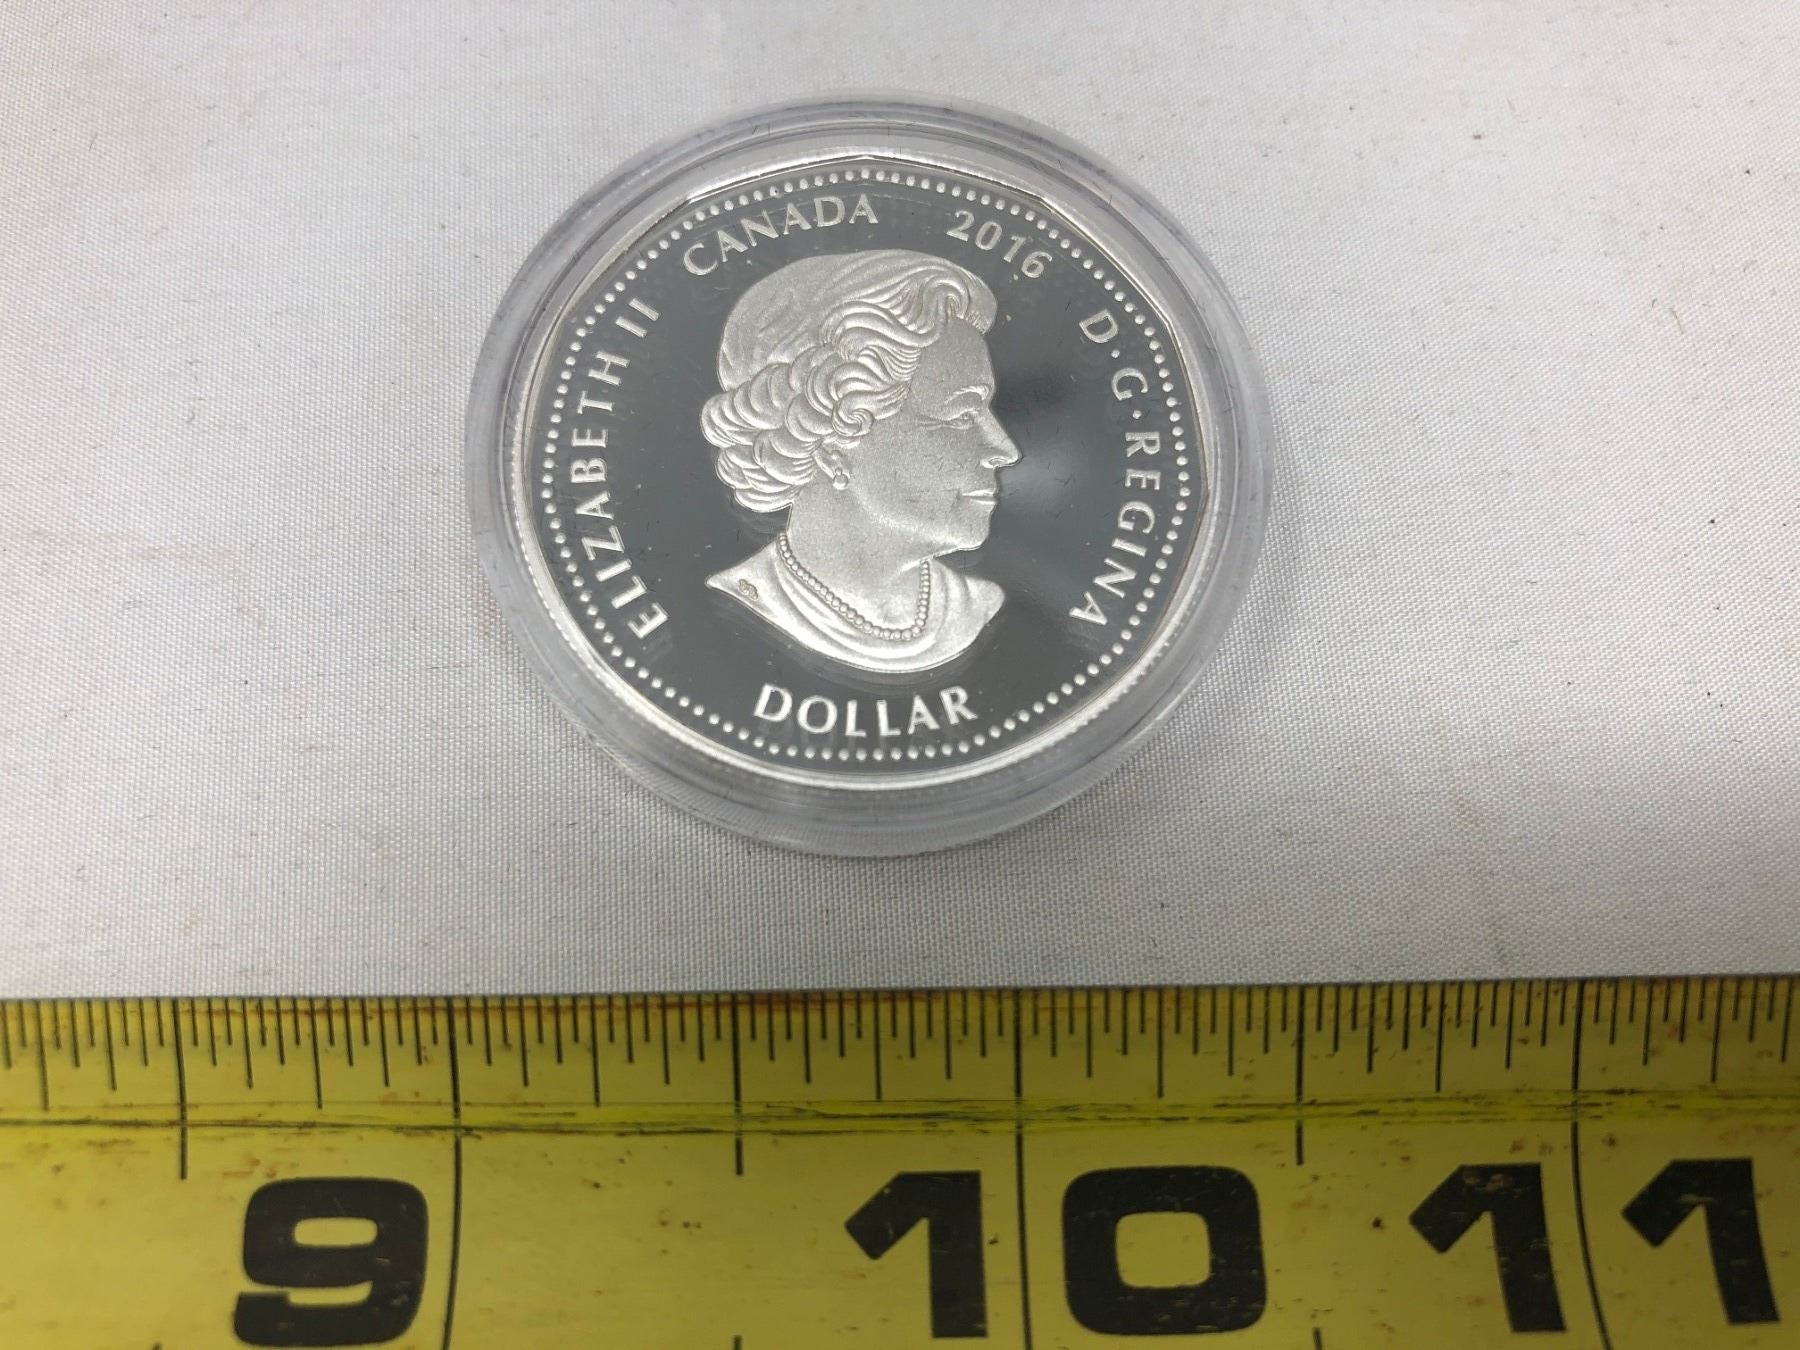 ELIZABETH II CANADA 2016 D·G·REGINA
DOLLAR
9 10 11